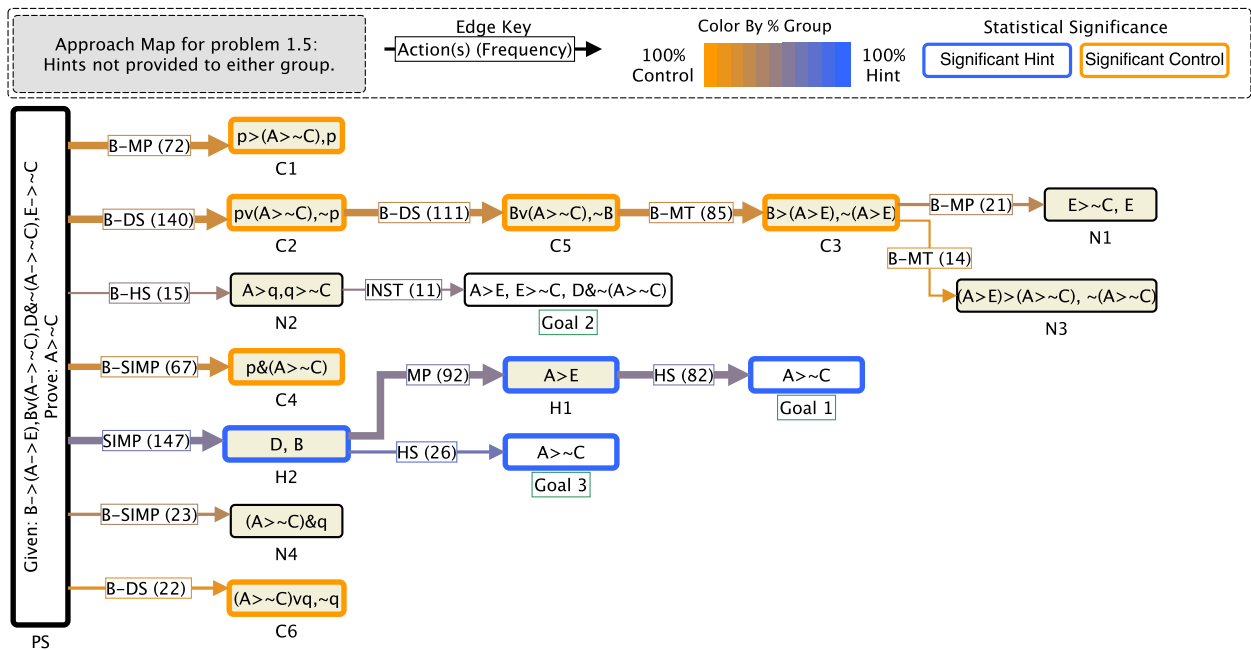 Approach Map for problem 1.5:
Hints not provided to either group.
Edge Key
Action(s) (Frequency)
Color By % Group
100%
Control
100%
Hint
Statistical Significance
Significant Hint
Significant Control
Given: B->(A->E),Bv(A->~C),D&~(A->~C),E->~C
Prove: A>~C
PS
B-MP (72)
p>(A>~C),p
C1
B-DS (140)
pv(A>~C),~p
C2
B-DS (111)
Bv(A>~C),~B
C5
B-MT (85)
B>(A>E),~(A>E)
C3
B-MP (21)
E>~C, E
N1
B-MT (14)
(A>E)>(A>~C), ~(A>~C)
N3
B-HS (15)
A>q,q>~C
N2
INST (11)
A>E, E>~C, D&~(A>~C)
Goal 2
B-SIMP (67)
p&(A>~C)
C4
SIMP (147)
D, B
H2
MP (92)
A>E
H1
HS (82)
A>~C
Goal 1
HS (26)
A>~C
Goal 3
B-SIMP (23)
(A>~C)&q
N4
B-DS (22)
(A>~C)vq,~q
C6